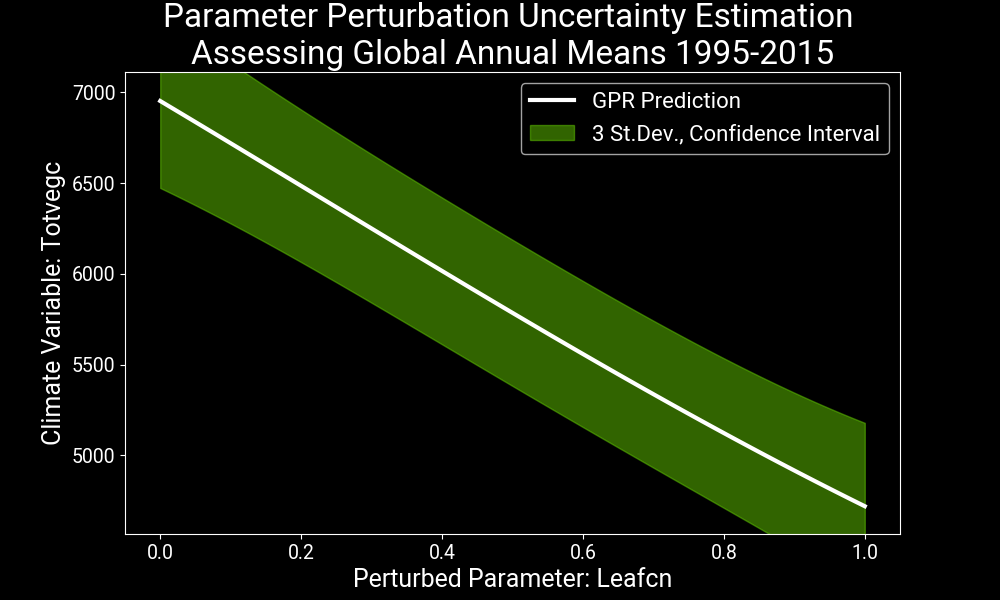 Parameter Perturbation Uncertainty Estimation
Assessing Global Annual Means 1995-2015
GPR Prediction
3 St.Dev., Confidence Interval
Climate Variable: Totvegc
7000
6500
6000
5500
5000
0.0
0.2
0.4
0.6
0.8
1.0
Perturbed Parameter: Leafcn